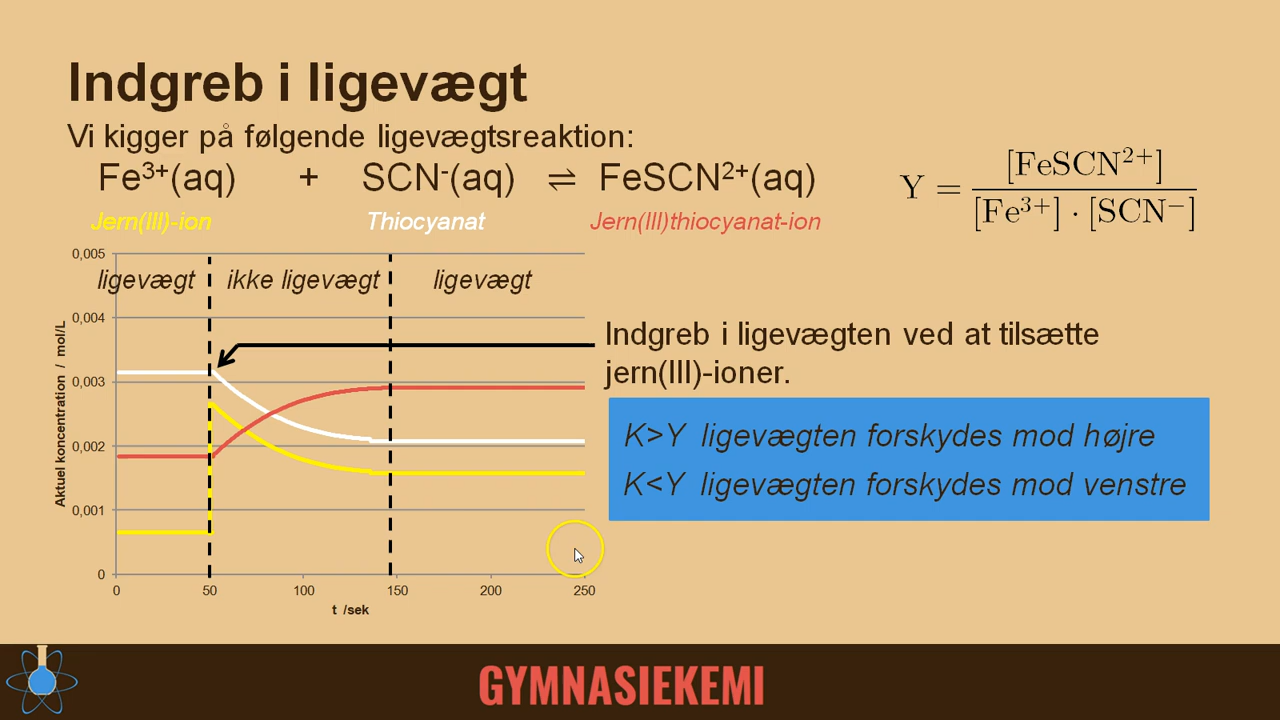 Indgreb i ligevægt
Vi kigger på følgende ligevægtsreaktion:
Fe³⁺(aq) + SCN⁻(aq) ⇌ FeSCN²⁺(aq)
Jern(III)-ion Thiocyanat Jern(III)thiocyanat-ion
Y = [FeSCN²⁺] / [Fe³⁺] · [SCN⁻]
ligevægt ikke ligevægt ligevægt
Aktuel koncentration / mol/L
0,005
0,004
0,003
0,002
0,001
0
0 50 100 150 200 250
t /sek
Indgreb i ligevægten ved at tilsætte
jern(III)-ioner.
K>Y ligevægten forskydes mod højre
K<Y ligevægten forskydes mod venstre
GYMNASIEKEMI